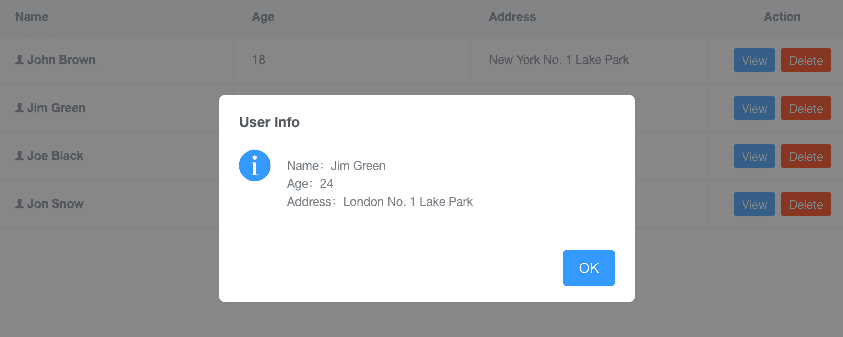 Name Age Address Action
John Brown 18 New York No. 1 Lake Park View Delete
Jim Green View Delete
Joe Black View Delete
Jon Snow View Delete
User Info
Name：Jim Green
Age：24
Address：London No. 1 Lake Park
OK